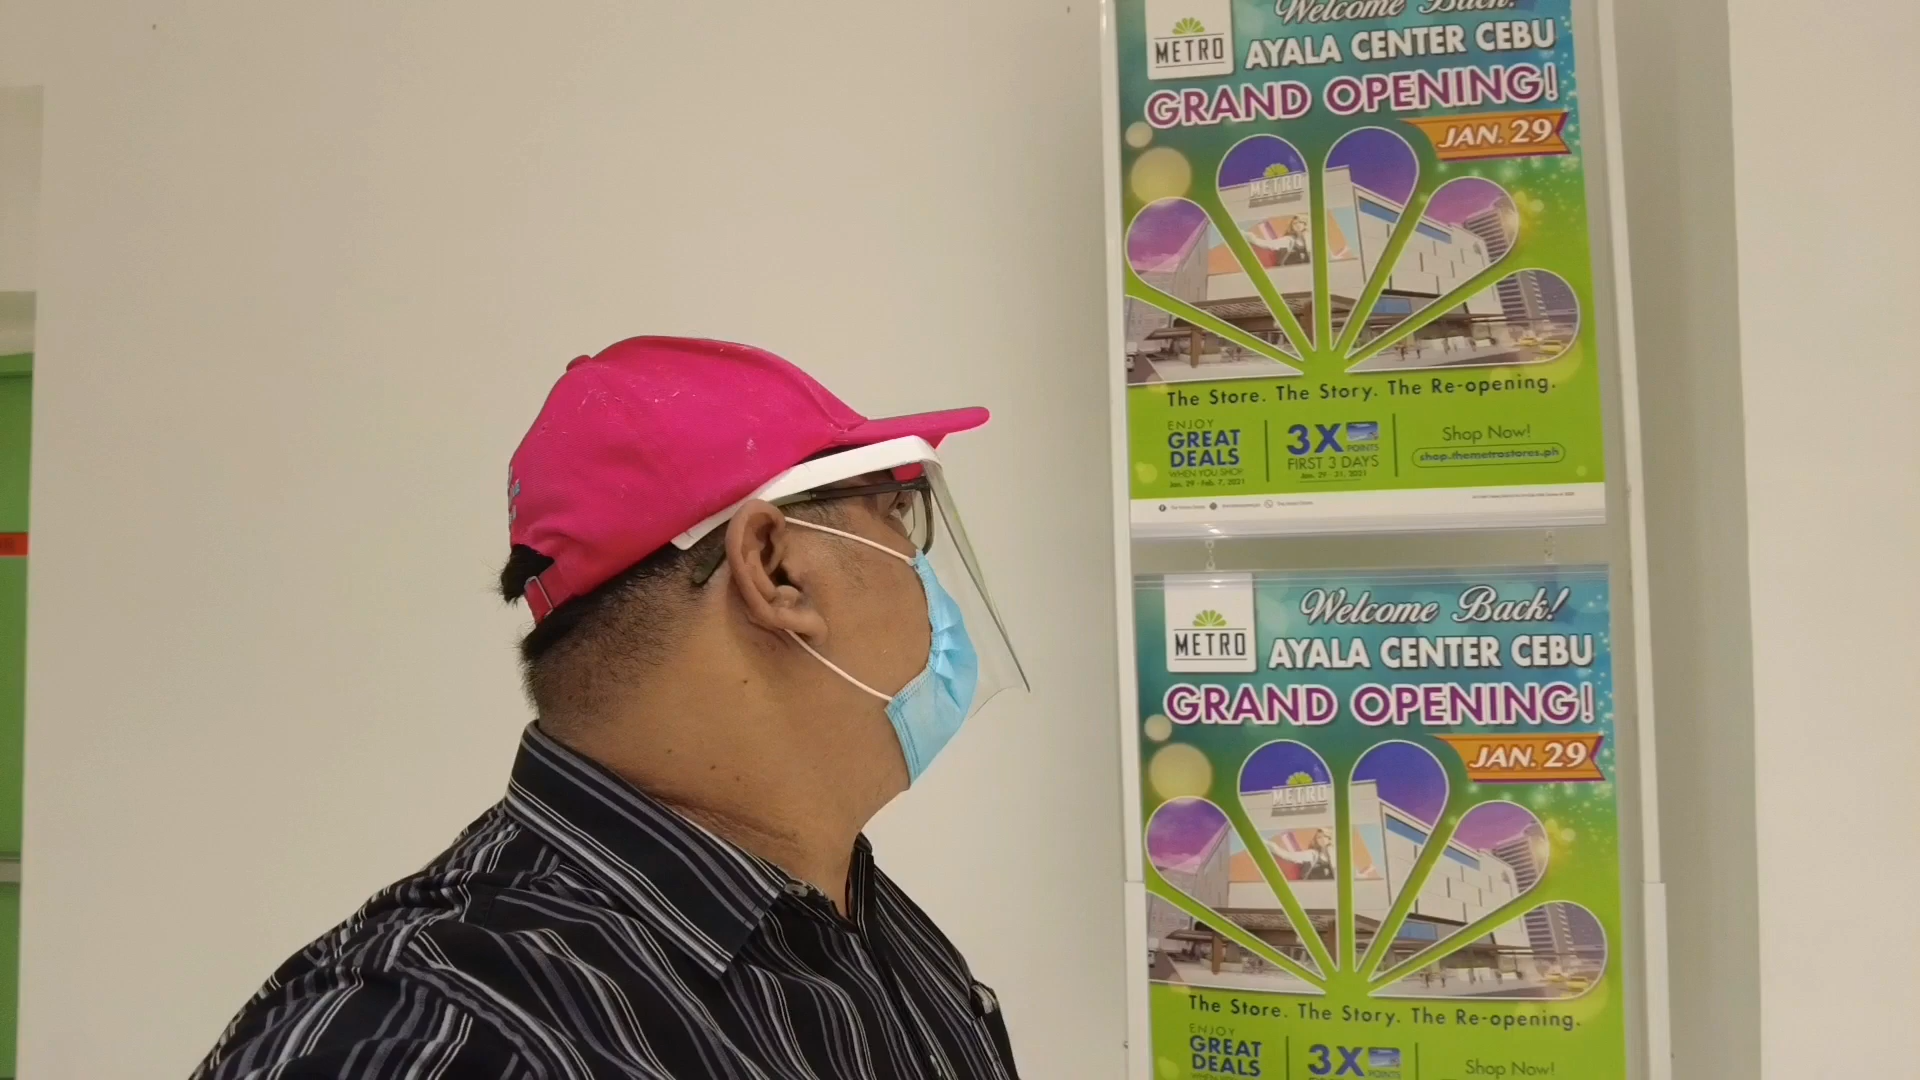 Welcome Back!
METRO
AYALA CENTER CEBU
GRAND OPENING!
JAN. 29
METRO
The Store. The Story. The Re-opening.
ENJOY
GREAT
DEALS
WHEN YOU SHOP
Jan. 29 - Feb. 7, 2021
3X
POINTS
FIRST 3 DAYS
Jan. 29 - 31, 2021
Shop Now!
shop.themetrostores.ph
Welcome Back!
METRO
AYALA CENTER CEBU
GRAND OPENING!
JAN. 29
METRO
The Store. The Story. The Re-opening.
ENJOY
GREAT
DEALS
3X
POINTS
Shop Now!